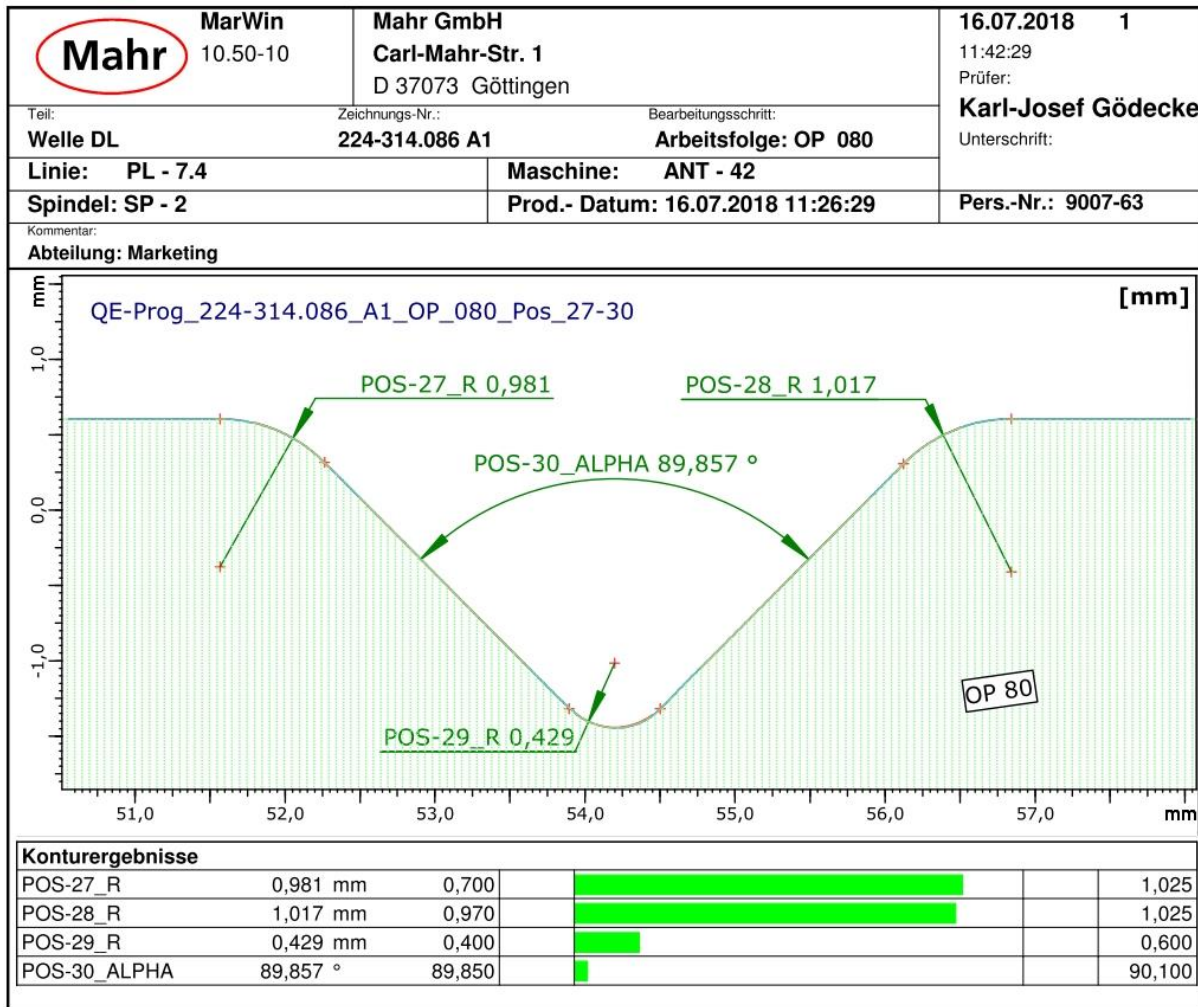 Mahr
MarWin
10.50-10
Mahr GmbH
Carl-Mahr-Str. 1
D 37073 Göttingen
16.07.2018 1
11:42:29
Prüfer:
Karl-Josef Gödecke
Unterschrift:
Teil: Zeichnungs-Nr.: Bearbeitungsschritt:
Welle DL 224-314.086 A1 Arbeitsfolge: OP 080
Linie: PL - 7.4 Maschine: ANT - 42
Spindel: SP - 2 Prod.- Datum: 16.07.2018 11:26:29 Pers.-Nr.: 9007-63
Kommentar:
Abteilung: Marketing
mm
[mm]
QE-Prog_224-314.086_A1_OP_080_Pos_27-30
1,0
POS-27_R 0,981 POS-28_R 1,017
POS-30_ALPHA 89,857 °
0,0
-1,0
OP 80
POS-29_R 0,429
51,0 52,0 53,0 54,0 55,0 56,0 57,0 mm
Konturergebnisse
POS-27_R 0,981 mm 0,700 1,025
POS-28_R 1,017 mm 0,970 1,025
POS-29_R 0,429 mm 0,400 0,600
POS-30_ALPHA 89,857 ° 89,850 90,100